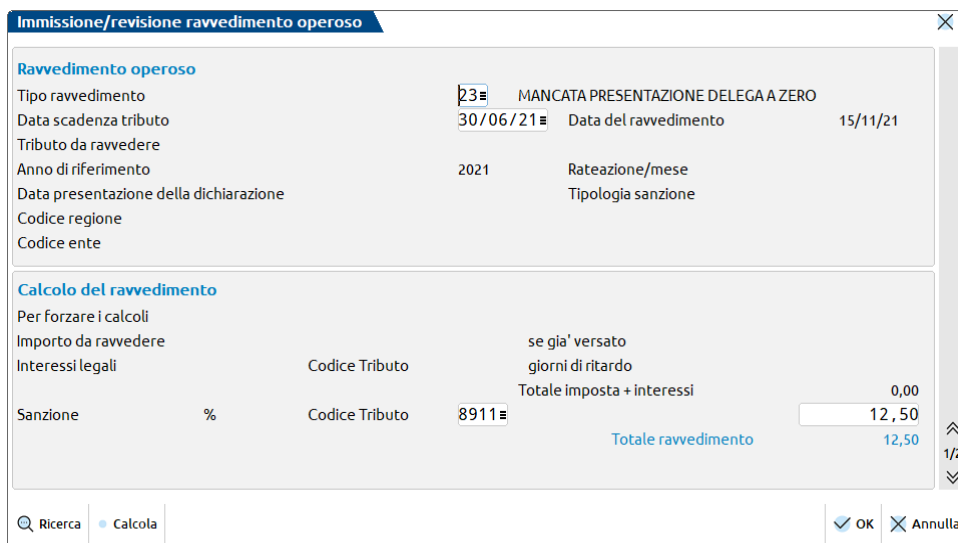 Immissione/revisione ravvedimento operoso
Ravvedimento operoso
Tipo ravvedimento 23 MANCATA PRESENTAZIONE DELEGA A ZERO
Data scadenza tributo 30/06/21 Data del ravvedimento 15/11/21
Tributo da ravvedere
Anno di riferimento 2021 Rateazione/mese
Data presentazione della dichiarazione Tipologia sanzione
Codice regione
Codice ente
Calcolo del ravvedimento
Per forzare i calcoli
Importo da ravvedere se gia' versato
Interessi legali Codice Tributo giorni di ritardo
Totale imposta + interessi 0,00
Sanzione % Codice Tributo 8911 12,50
Totale ravvedimento 12,50
1/2
Ricerca Calcola OK Annulla